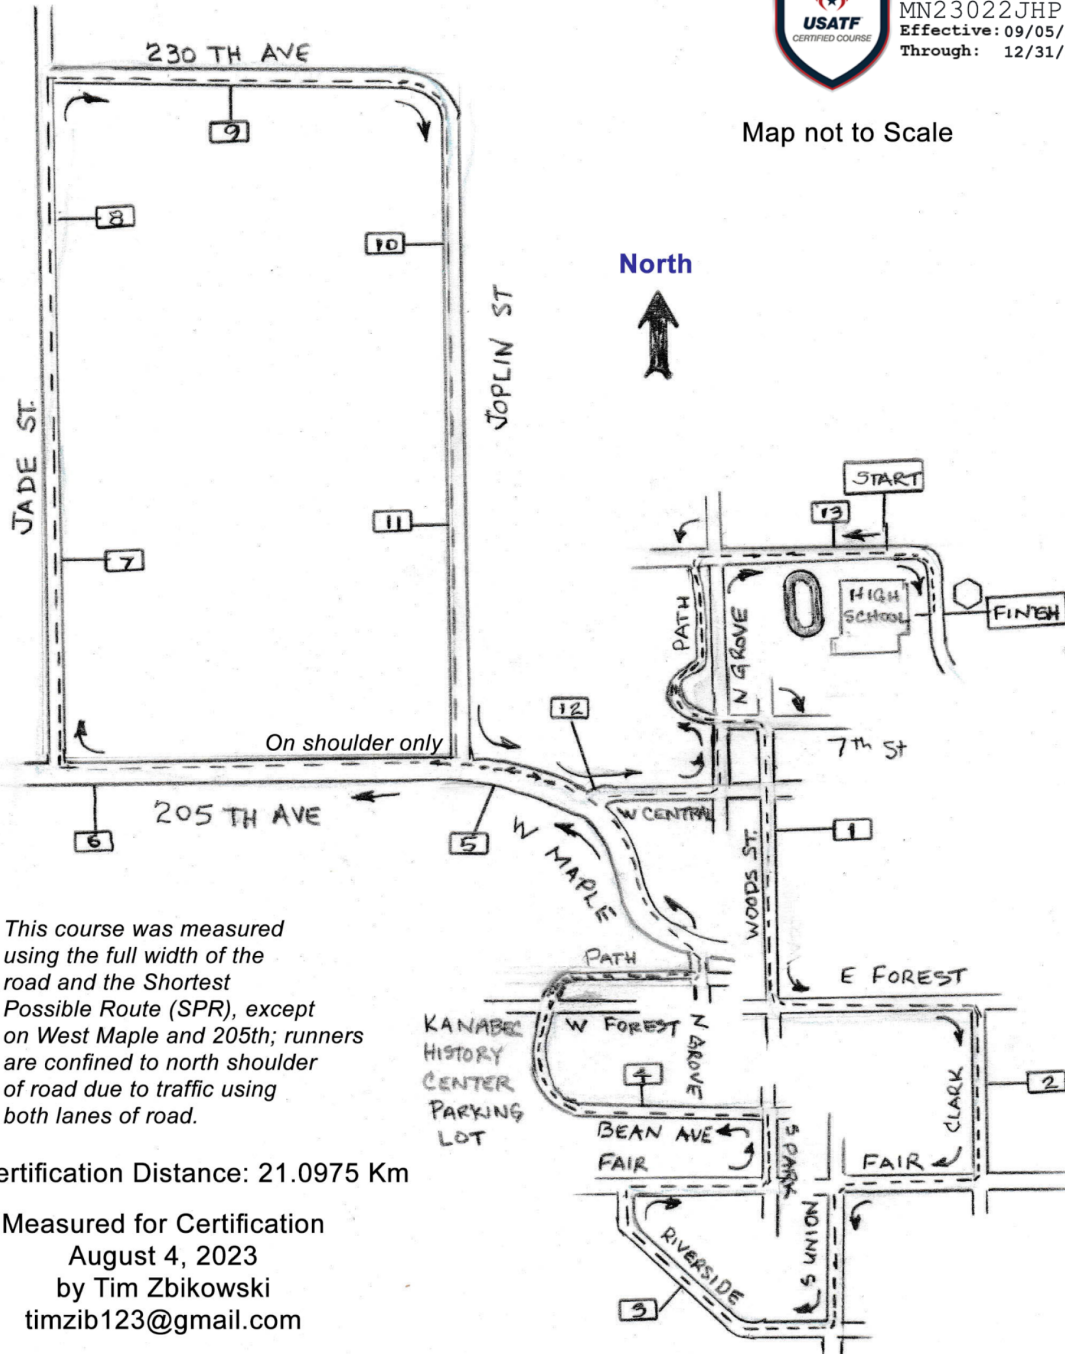 230 TH AVE
USATF
CERTIFIED COURSE
MN23022JHP
Effective: 09/05/
Through: 12/31/
Map not to Scale
9
8
10
North
JOPLIN ST
JADE ST.
START
13
11
7
HIGH
SCHOOL
FINISH
PATH
N GROVE
12
7th St
On shoulder only
205 TH AVE
W CENTRAL
6
5
1
W MAPLE
WOODS ST.
This course was measured
using the full width of the
road and the Shortest
Possible Route (SPR), except
on West Maple and 205th; runners
are confined to north shoulder
of road due to traffic using
both lanes of road.
PATH
E FOREST
KANABEC
HISTORY
CENTER
PARKING
LOT
W FOREST
N GROVE
4
2
CLARK
BEAN AVE
S PARK
FAIR
FAIR
ertification Distance: 21.0975 Km
Measured for Certification
August 4, 2023
by Tim Zbikowski
timzib123@gmail.com
RIVERSIDE
S UNION
3